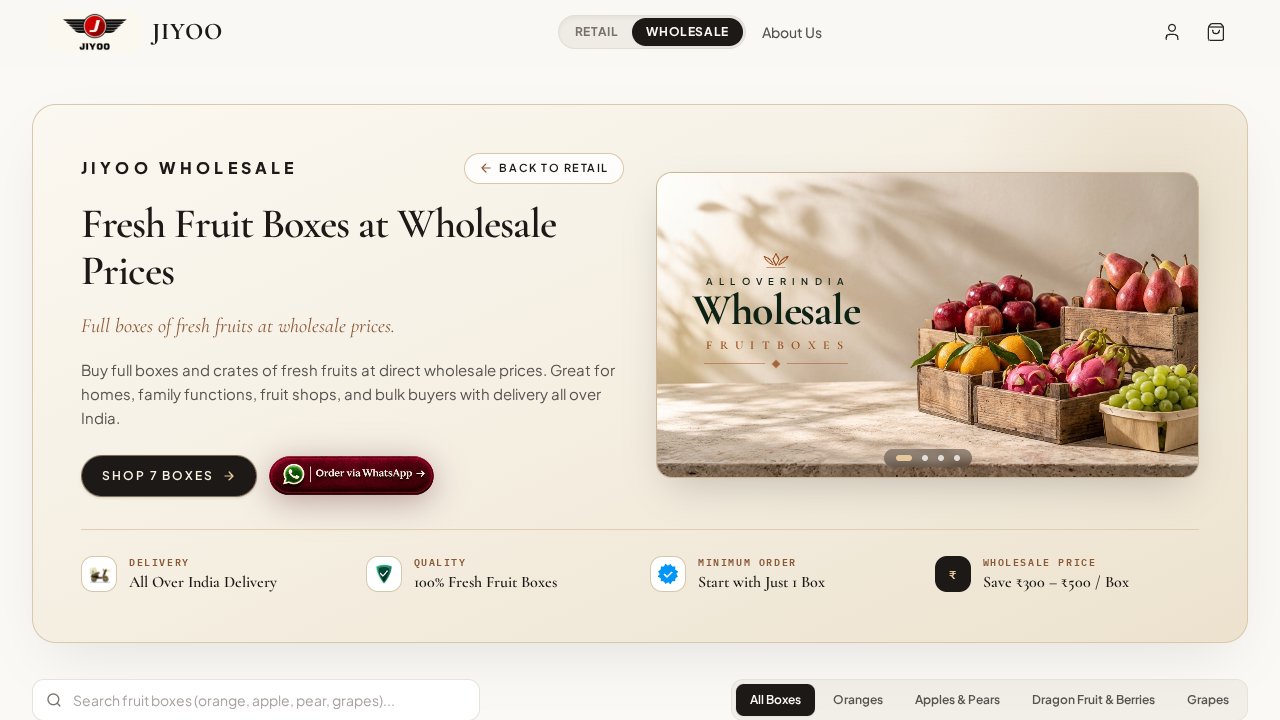 JIYOO
JIYOO
RETAIL
WHOLESALE
About Us
JIYOO WHOLESALE
← BACK TO RETAIL
Fresh Fruit Boxes at Wholesale
Prices
Full boxes of fresh fruits at wholesale prices.
Buy full boxes and crates of fresh fruits at direct wholesale prices. Great for
homes, family functions, fruit shops, and bulk buyers with delivery all over
India.
SHOP 7 BOXES →
Order via WhatsApp →
ALLOVERINDIA
Wholesale
FRUITBOXES
DELIVERY
All Over India Delivery
QUALITY
100% Fresh Fruit Boxes
MINIMUM ORDER
Start with Just 1 Box
₹
WHOLESALE PRICE
Save ₹300 – ₹500 / Box
Search fruit boxes (orange, apple, pear, grapes)...
All Boxes
Oranges
Apples & Pears
Dragon Fruit & Berries
Grapes